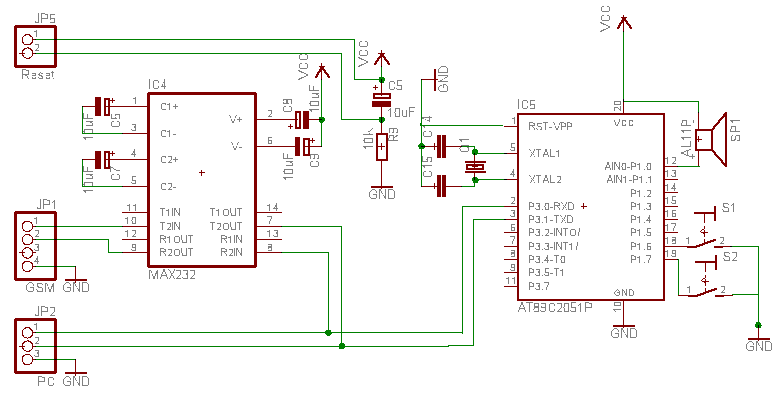 JP5
1
2
Reset
VCC
C5
10uF
10k
R9
GND
IC4
C1+
C1-
C2+
C2-
T1IN
T2IN
R1OUT
R2OUT
V+
V-
T1OUT
T2OUT
R1IN
R2IN
MAX232
1
3
4
5
11
10
12
9
2
6
14
7
13
8
10uF
C6
10uF
C7
VCC
C8
10uF
10uF
C9
JP1
1
2
3
4
GSM
GND
JP2
1
2
3
PC
GND
GND
C14
C15
Q1
IC5
RST-VPP
XTAL1
XTAL2
P3.0-RXD
P3.1-TXD
P3.2-INTO/
P3.3-INT1/
P3.4-T0
P3.5-T1
P3.7
VCC
AIN0-P1.0
AIN1-P1.1
P1.2
P1.3
P1.4
P1.5
P1.6
P1.7
GND
AT89C2051P
1
5
4
2
3
6
7
8
9
11
20
12
13
14
15
16
17
18
19
10
VCC
GND
AL11P
SP1
S1
1
2
S2
1
2
GND